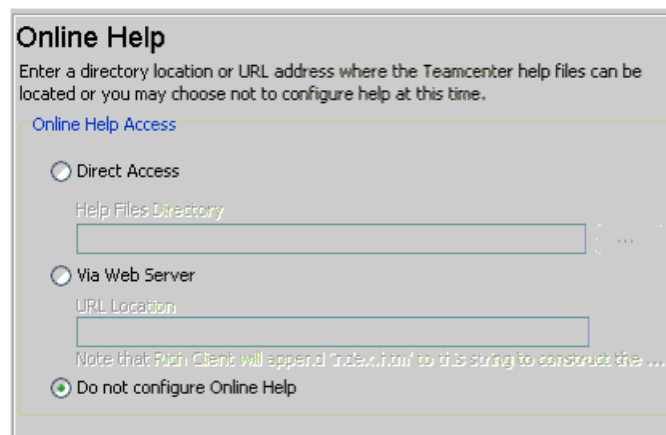 Online Help
Enter a directory location or URL address where the Teamcenter help files can be
located or you may choose not to configure help at this time.
Online Help Access
Direct Access
Help Files Directory
...
Via Web Server
URL Location
Note that Rich Client will append 'index.htm' to this string to construct the ...
Do not configure Online Help